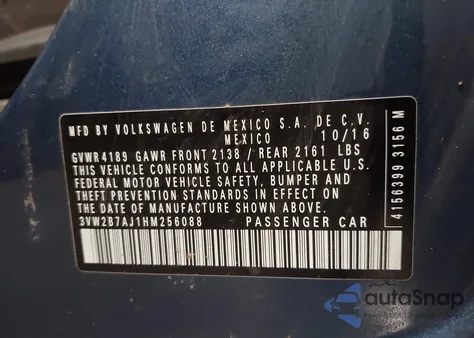 MFD BY VOLKSWAGEN DE MEXICO S.A. DE C.V.
MEXICO 10/16
GVWR 4189 GAWR FRONT 2138 / REAR 2161 LBS
THIS VEHICLE CONFORMS TO ALL APPLICABLE U.S.
FEDERAL MOTOR VEHICLE SAFETY, BUMPER AND
THEFT PREVENTION STANDARDS IN EFFECT ON
THE DATE OF MANUFACTURE SHOWN ABOVE.
3VW2B7AJ1HM256088 PASSENGER CAR
4156399 3156 M
autoSnap